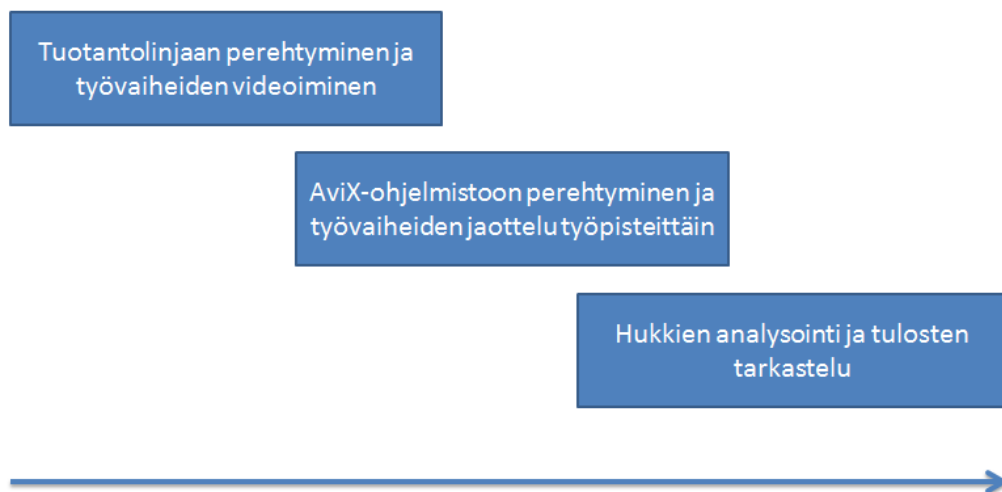 Tuotantolinjaan perehtyminen ja
työvaiheiden videoiminen
AviX-ohjelmistoon perehtyminen ja
työvaiheiden jaottelu työpisteittäin
Hukkien analysointi ja tulosten
tarkastelu